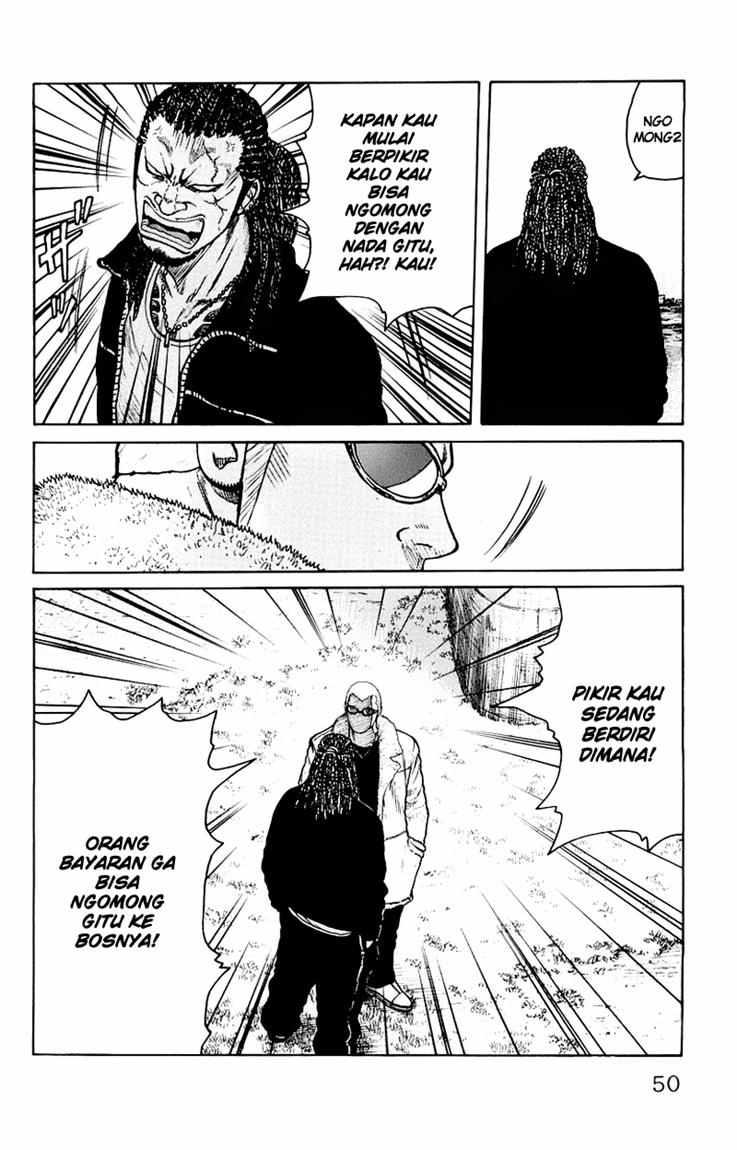 NGO
MONG2
KAPAN KAU
MULAI
BERPIKIR
KALO KAU
BISA
NGOMONG
DENGAN
NADA GITU,
HAH?! KAU!
PIKIR KAU
SEDANG
BERDIRI
DIMANA!
ORANG
BAYARAN GA
BISA
NGOMONG
GITU KE
BOSNYA!
50